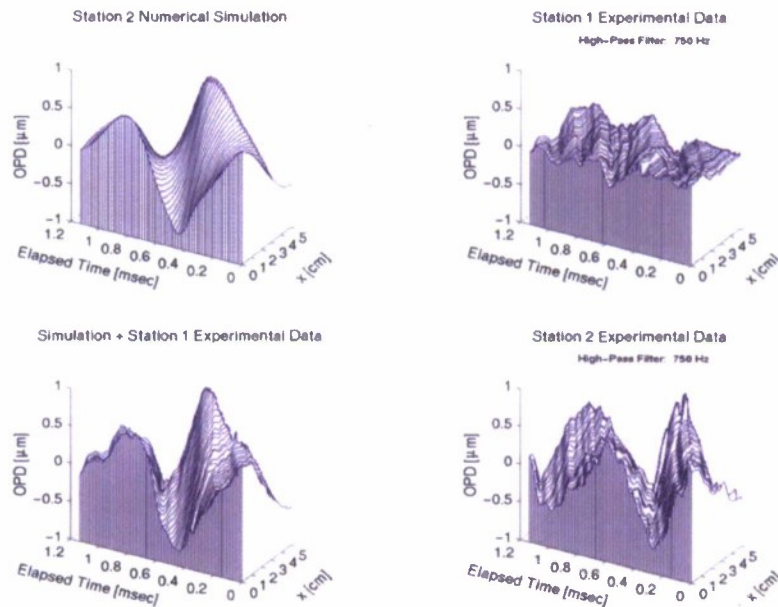 Station 2 Numerical Simulation
1
0.5
0
−0.5
−1
OPD [µm]
1.2
1
0.8
0.6
0.4
0.2
0
Elapsed Time [msec]
0 1 2 3 4 5
x [cm]
Station 1 Experimental Data
High-Pass Filter: 750 Hz
1
0.5
0
−0.5
−1
OPD [µm]
1.2
1
0.8
0.6
0.4
0.2
0
Elapsed Time [msec]
0 1 2 3 4 5
x [cm]
Simulation + Station 1 Experimental Data
1
0.5
0
−0.5
−1
OPD [µm]
1.2
1
0.8
0.6
0.4
0.2
0
Elapsed Time [msec]
0 1 2 3 4 5
x [cm]
Station 2 Experimental Data
High-Pass Filter: 750 Hz
1
0.5
0
−0.5
−1
OPD [µm]
1.2
1
0.8
0.6
0.4
0.2
0
Elapsed Time [msec]
0 1 2 3 4 5
x [cm]